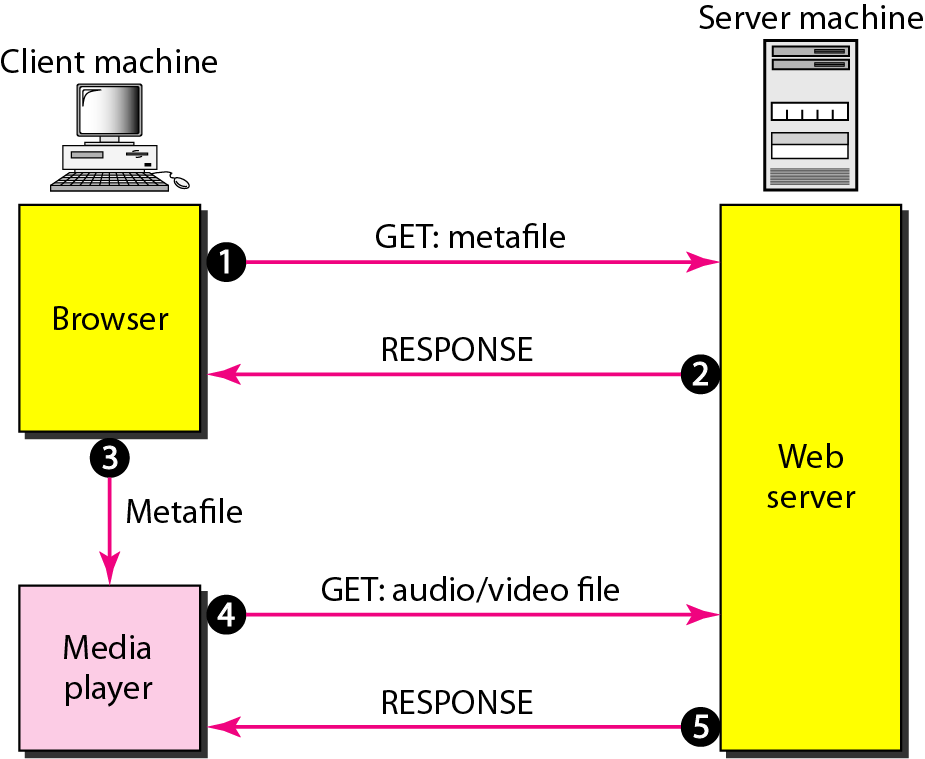 Server machine
Client machine
GET: metafile
1
Browser
RESPONSE
2
3
Web
server
Metafile
GET: audio/video file
4
Media
player
RESPONSE
5